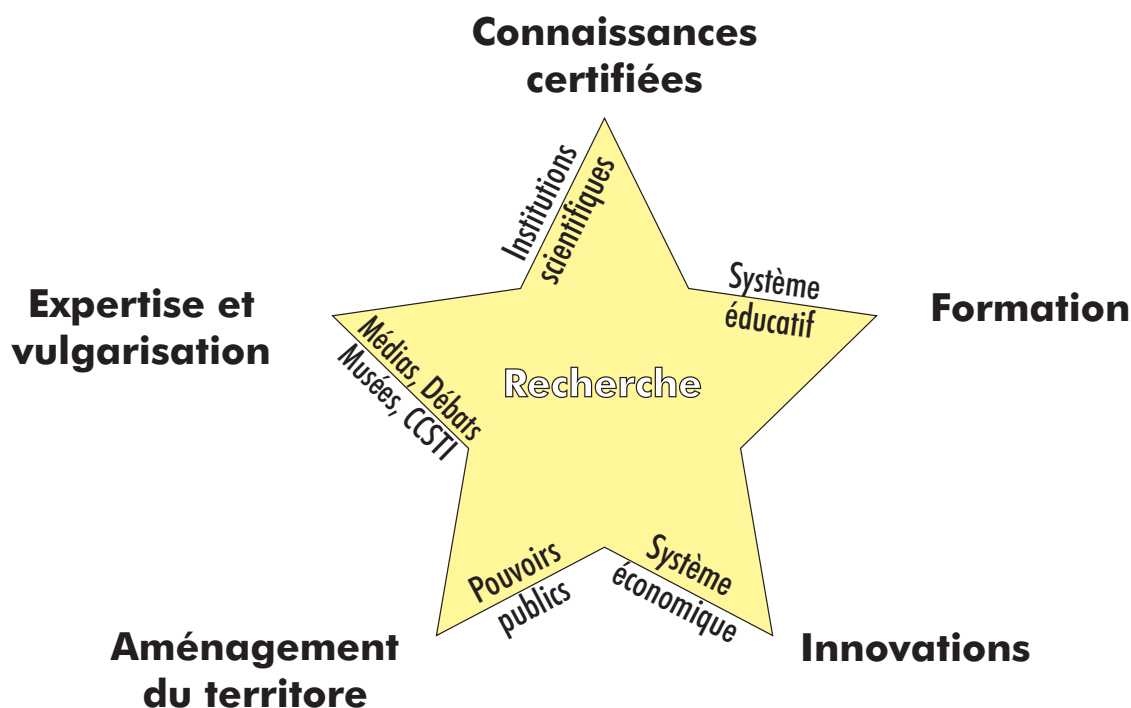 Connaissances
certifiées
Institutions
scientifiques
Système
éducatif
Expertise et
vulgarisation
Formation
Médias, Débats
Musées, CCSTI
Recherche
Pouvoirs
publics
Système
économique
Aménagement
du territore
Innovations